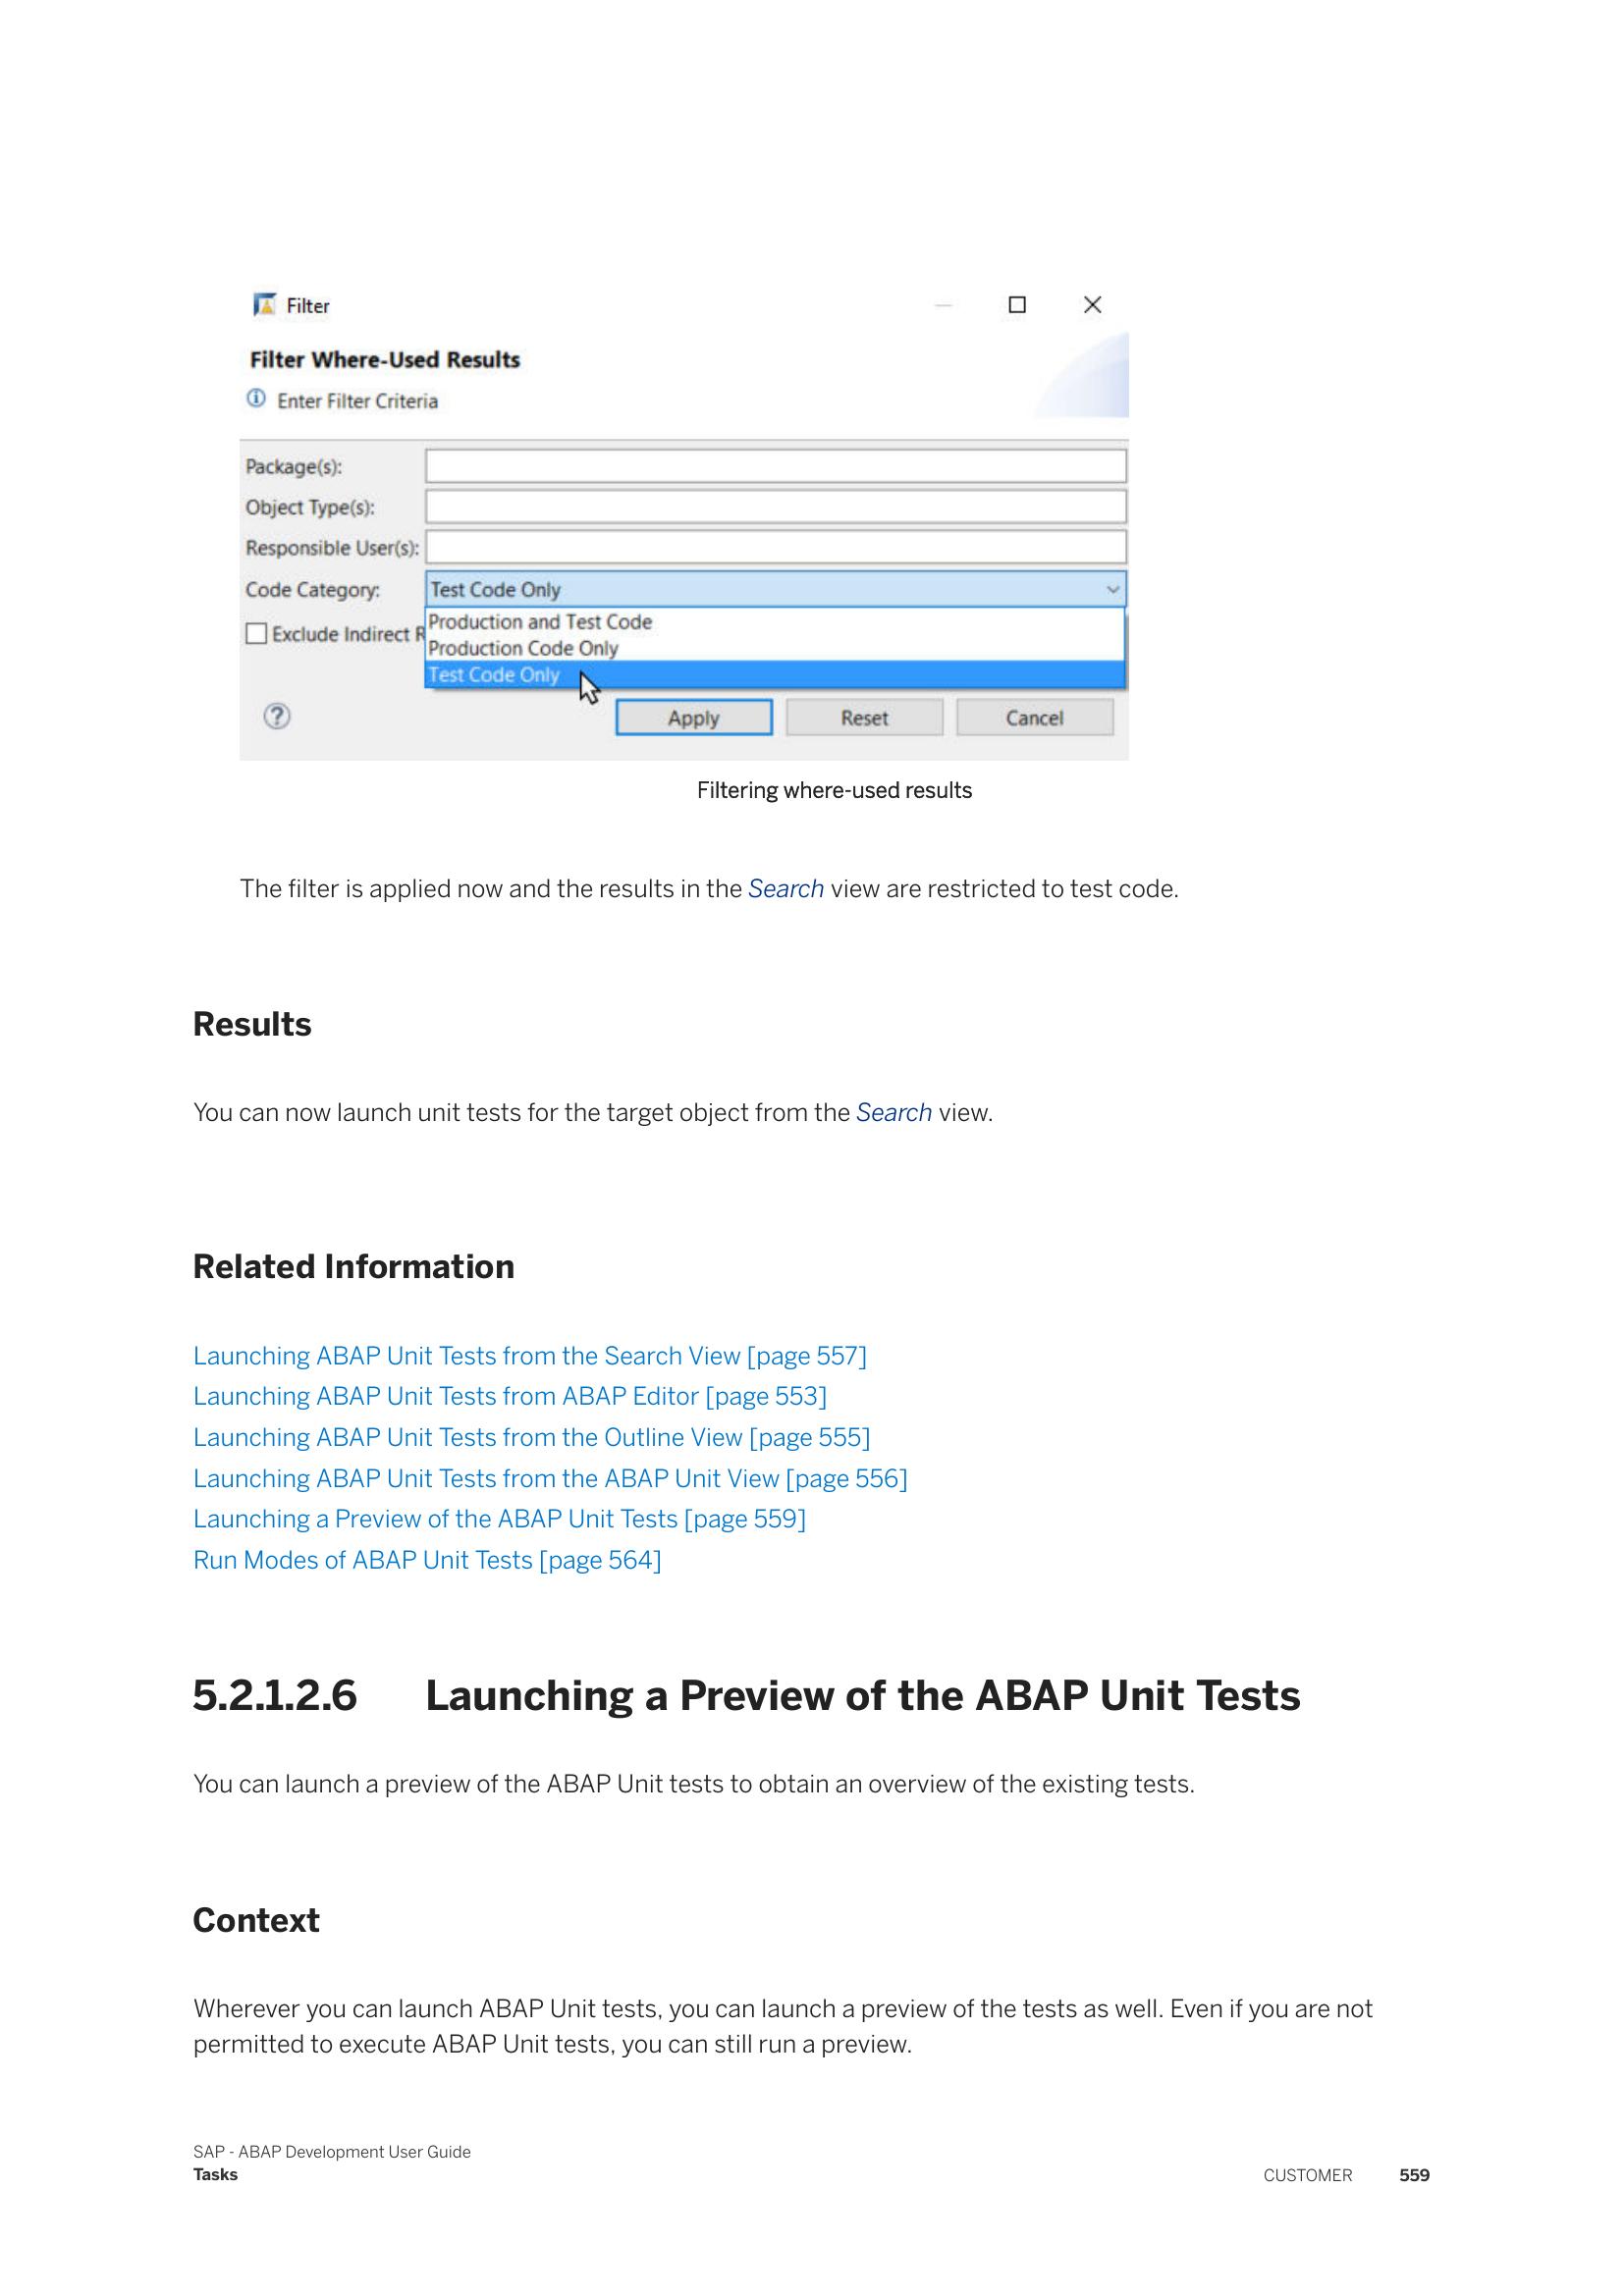 Filter
Filter Where-Used Results
Enter Filter Criteria
Package(s):
Object Type(s):
Responsible User(s):
Code Category: Test Code Only
Production and Test Code
Exclude Indirect
Production Code Only
Test Code Only
Apply Reset Cancel
Filtering where-used results
The filter is applied now and the results in the Search view are restricted to test code.
Results
You can now launch unit tests for the target object from the Search view.
Related Information
Launching ABAP Unit Tests from the Search View [page 557]
Launching ABAP Unit Tests from ABAP Editor [page 553]
Launching ABAP Unit Tests from the Outline View [page 555]
Launching ABAP Unit Tests from the ABAP Unit View [page 556]
Launching a Preview of the ABAP Unit Tests [page 559]
Run Modes of ABAP Unit Tests [page 564]
5.2.1.2.6 Launching a Preview of the ABAP Unit Tests
You can launch a preview of the ABAP Unit tests to obtain an overview of the existing tests.
Context
Wherever you can launch ABAP Unit tests, you can launch a preview of the tests as well. Even if you are not
permitted to execute ABAP Unit tests, you can still run a preview.
SAP - ABAP Development User Guide
Tasks
CUSTOMER 559